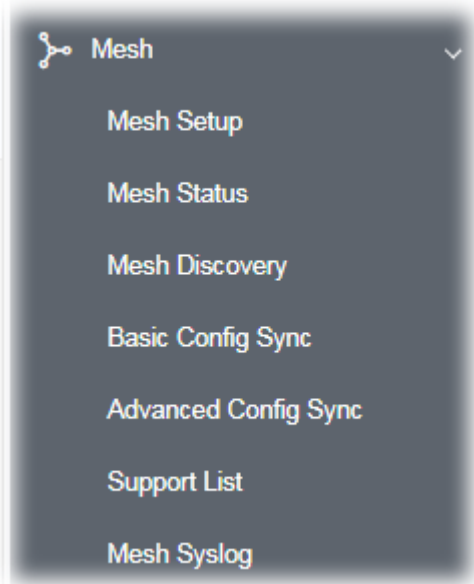 Mesh
Mesh Setup
Mesh Status
Mesh Discovery
Basic Config Sync
Advanced Config Sync
Support List
Mesh Syslog